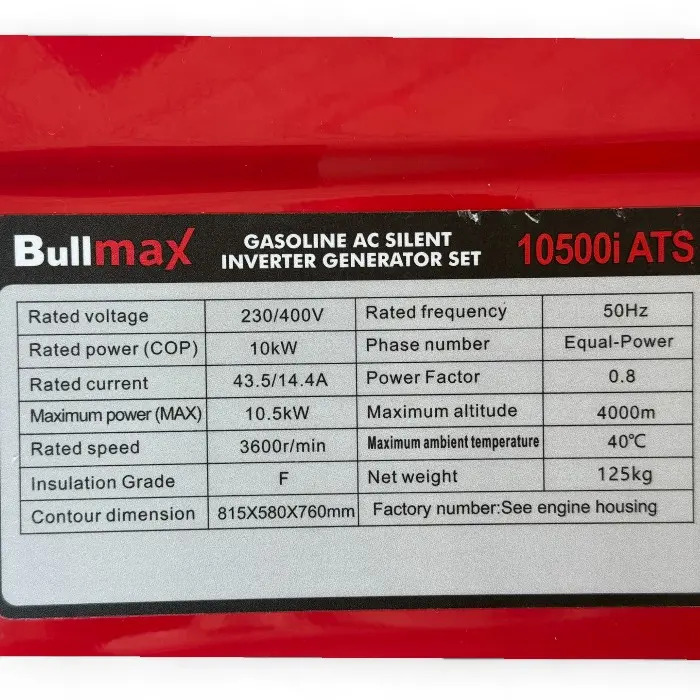 Bullmax GASOLINE AC SILENT INVERTER GENERATOR SET 10500i ATS
Rated voltage 230/400V Rated frequency 50Hz
Rated power (COP) 10kW Phase number Equal-Power
Rated current 43.5/14.4A Power Factor 0.8
Maximum power (MAX) 10.5kW Maximum altitude 4000m
Rated speed 3600r/min Maximum ambient temperature 40℃
Insulation Grade F Net weight 125kg
Contour dimension 815X580X760mm Factory number:See engine housing